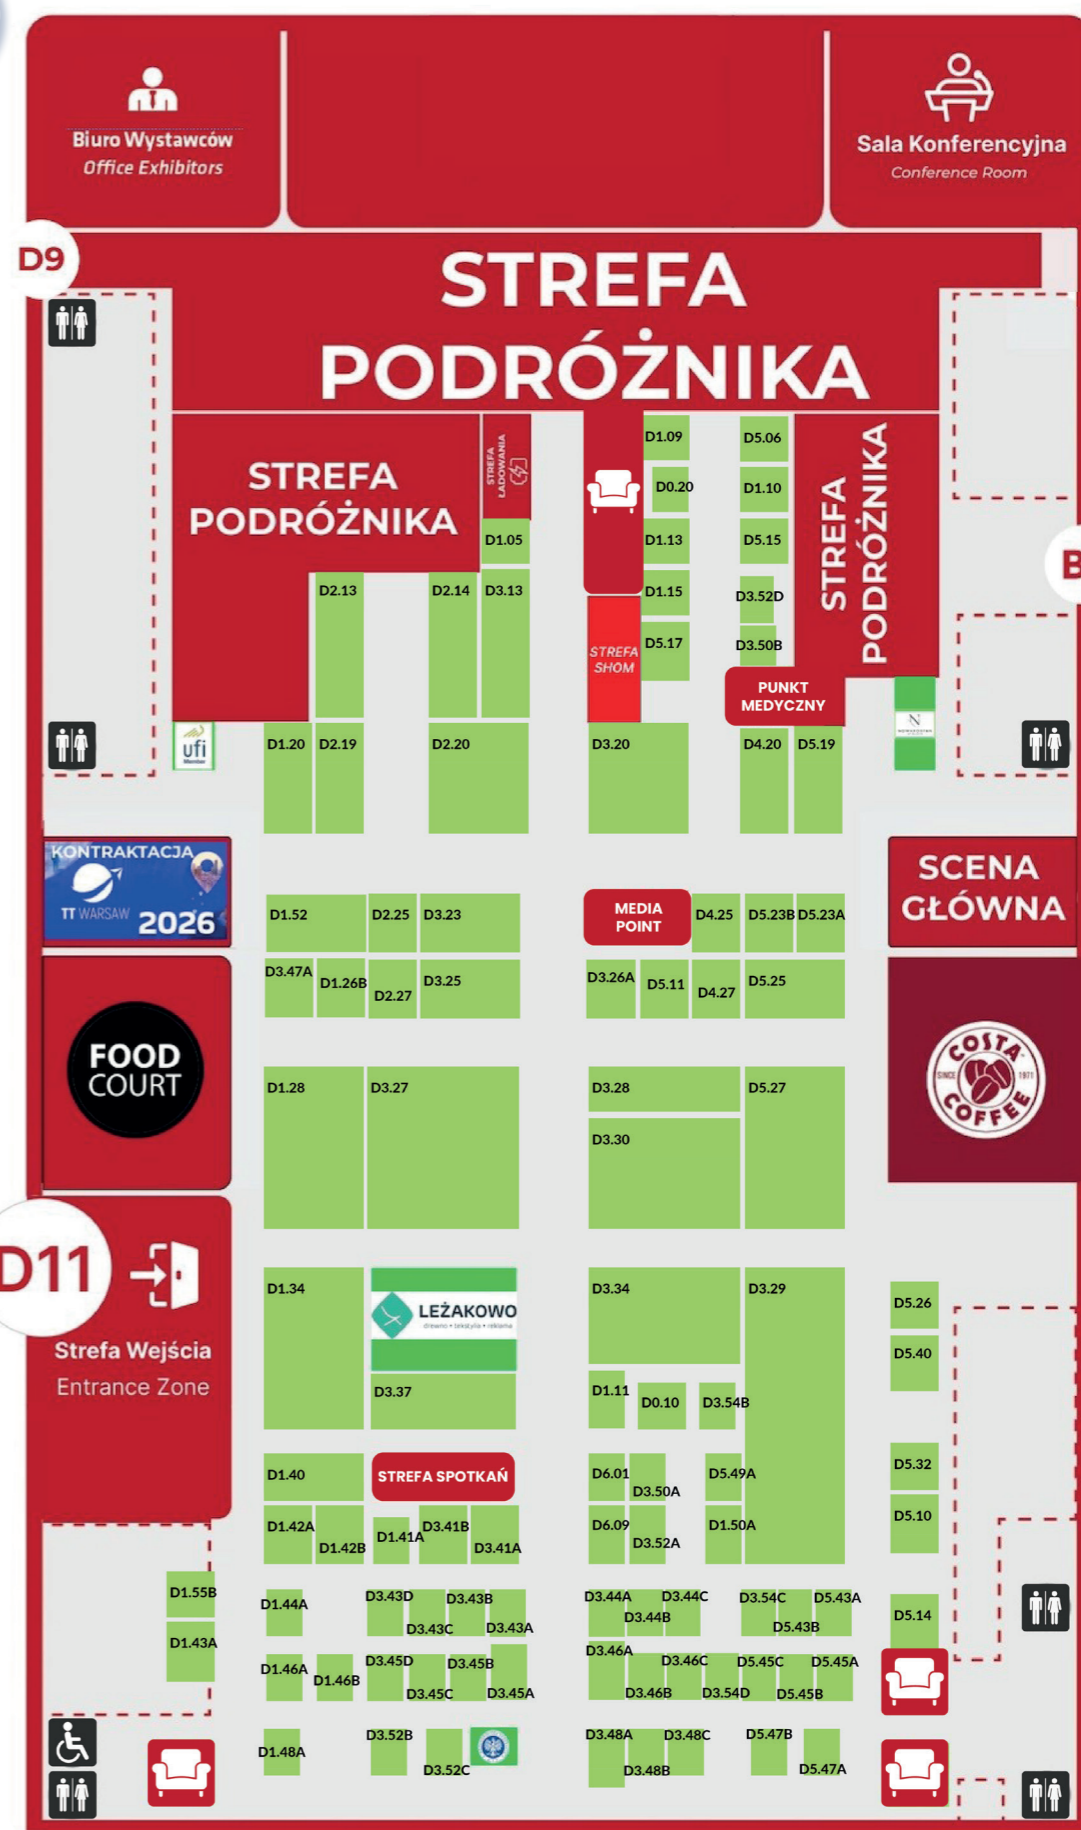 Biuro Wystawców
Office Exhibitors
Sala Konferencyjna
Conference Room
D9
STREFA
PODRÓŻNIKA
STREFA
PODRÓŻNIKA
STREFA
ŁADOWANIA
STREFA
PODRÓŻNIKA
D1.09
D5.06
D0.20
D1.10
D1.05
D1.13
D5.15
B
D2.13
D2.14
D3.13
D1.15
D3.52D
STREFA
SHOM
D5.17
D3.50B
PUNKT
MEDYCZNY
ufi
Member
N
D1.20
D2.19
D2.20
D3.20
D4.20
D5.19
KONTRAKTACJA
TT WARSAW
2026
SCENA
GŁÓWNA
D1.52
D2.25
D3.23
MEDIA
POINT
D4.25
D5.23B
D5.23A
D3.47A
D1.26B
D2.27
D3.25
D3.26A
D5.11
D4.27
D5.25
FOOD
COURT
COSTA
SINCE 1971
COFFEE
D1.28
D3.27
D3.28
D5.27
D3.30
D11
Strefa Wejścia
Entrance Zone
D1.34
LEŻAKOWO
drewno • tekstylia • reklama
D3.34
D3.29
D5.26
D5.40
D3.37
D1.11
D0.10
D3.54B
D1.40
STREFA SPOTKAŃ
D6.01
D3.50A
D5.49A
D5.32
D1.42A
D1.42B
D1.41A
D3.41B
D3.41A
D6.09
D3.52A
D1.50A
D5.10
D1.55B
D1.44A
D3.43D
D3.43C
D3.43B
D3.43A
D3.44A
D3.44B
D3.44C
D3.54C
D5.43B
D5.43A
D5.14
D1.43A
D1.46A
D1.46B
D3.45D
D3.45C
D3.45B
D3.45A
D3.46A
D3.46B
D3.46C
D3.54D
D5.45C
D5.45B
D5.45A
D1.48A
D3.52B
D3.52C
D3.48A
D3.48B
D3.48C
D5.47B
D5.47A